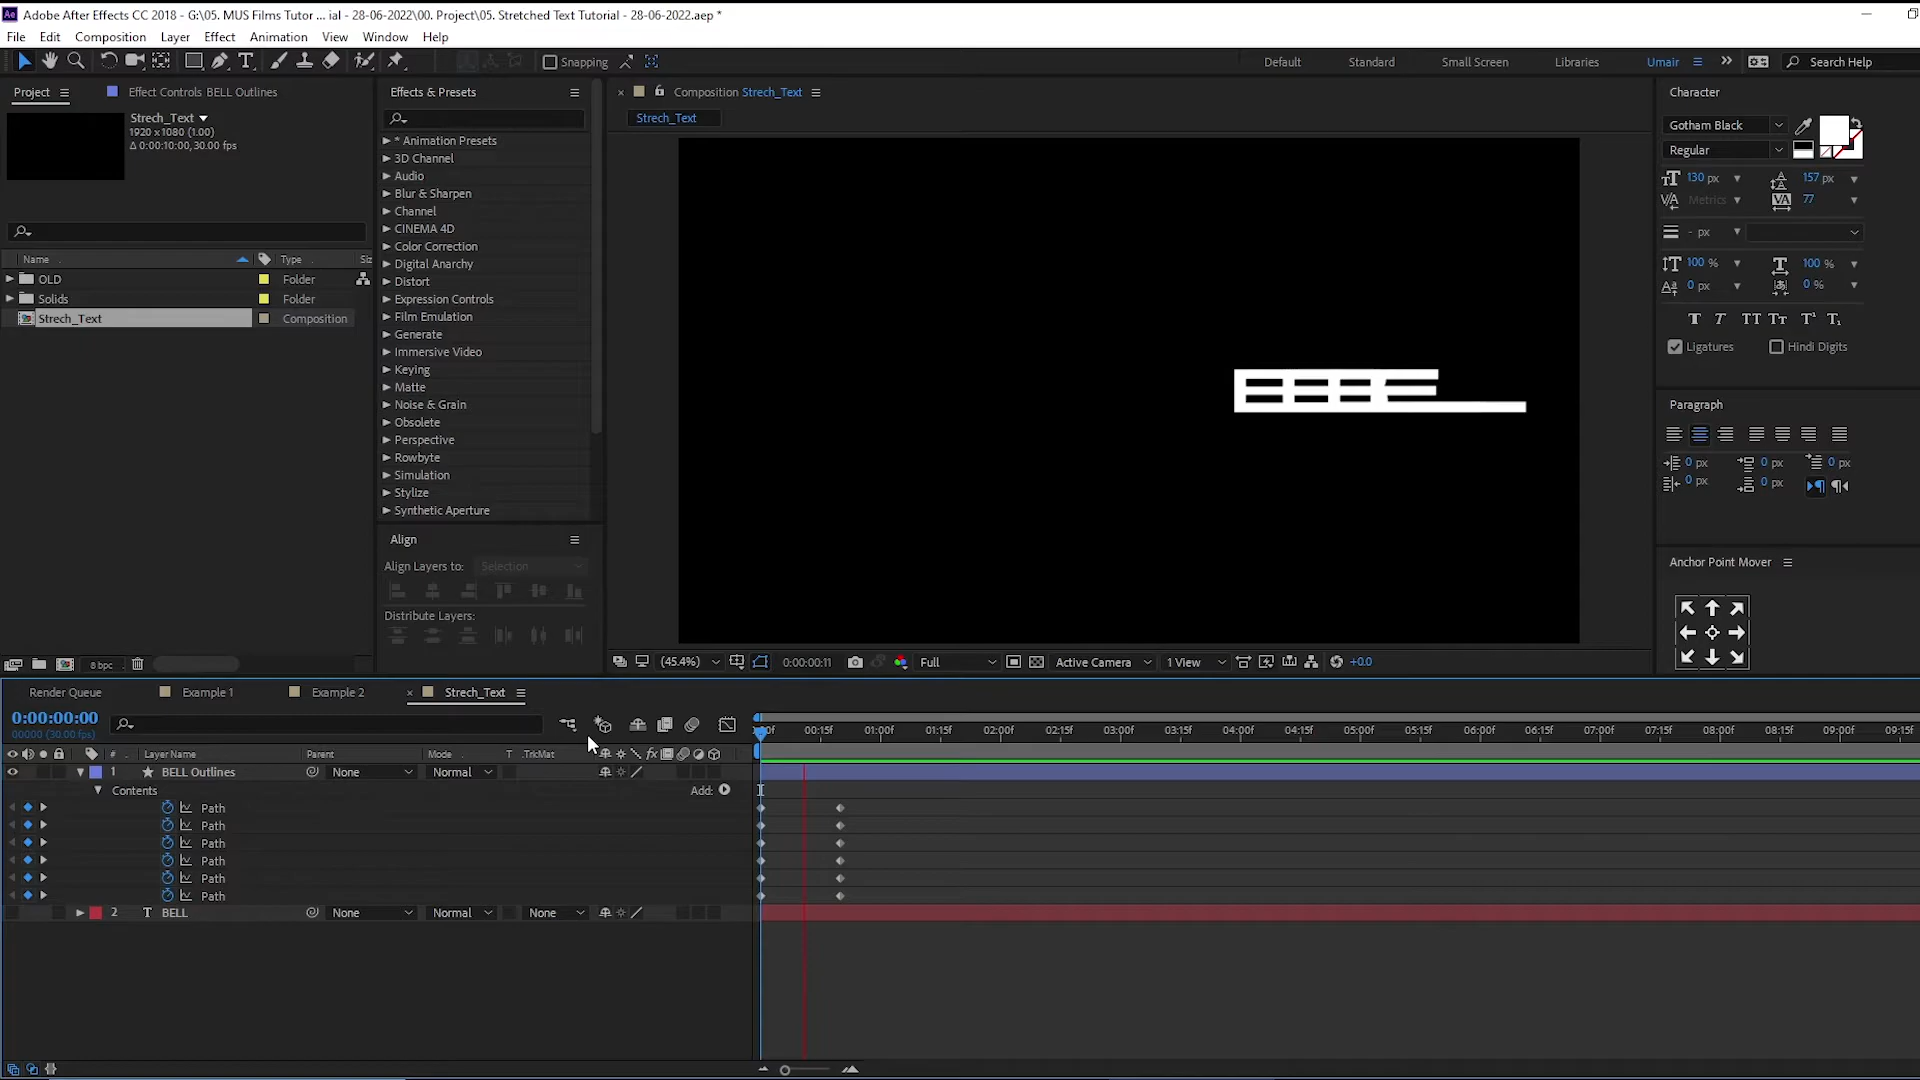 Adobe After Effects CC 2018 - G:\05. MUS Films Tutor ... ial - 28-06-2022\00. Project\05. Stretched Text Tutorial - 28-06-2022.aep *
File Edit Composition Layer Effect Animation View Window Help
Snapping Default Standard Small Screen Libraries Umair Search Help
Project Effect Controls BELL Outlines
Strech_Text
1920 x 1080 (1.00)
Δ 0:00:10:00, 30.00 fps
Name Type Siz
OLD Folder
Solids Folder
Strech_Text Composition
8 bpc
Effects & Presets
* Animation Presets
3D Channel
Audio
Blur & Sharpen
Channel
CINEMA 4D
Color Correction
Digital Anarchy
Distort
Expression Controls
Film Emulation
Generate
Immersive Video
Keying
Matte
Noise & Grain
Obsolete
Perspective
Rowbyte
Simulation
Stylize
Synthetic Aperture
Align
Align Layers to: Selection
Distribute Layers:
Composition Strech_Text
Strech_Text
(45.4%) 0:00:00:11 Full Active Camera 1 View +0.0
Character
Gotham Black
Regular
130 px 157 px
Metrics 77
- px
100 % 100 %
0 px 0 %
Ligatures Hindi Digits
Paragraph
0 px 0 px 0 px
0 px 0 px
Anchor Point Mover
Render Queue Example 1 Example 2 Strech_Text
0:00:00:00
00000 (30.00 fps)
# Layer Name Parent Mode T .TrkMat
00f 00:15f 01:00f 01:15f 02:00f 02:15f 03:00f 03:15f 04:00f 04:15f 05:00f 05:15f 06:00f 06:15f 07:00f 07:15f 08:00f 08:15f 09:00f 09:15f
1 BELL Outlines None Normal
Contents Add:
Path
Path
Path
Path
Path
Path
2 BELL None Normal None